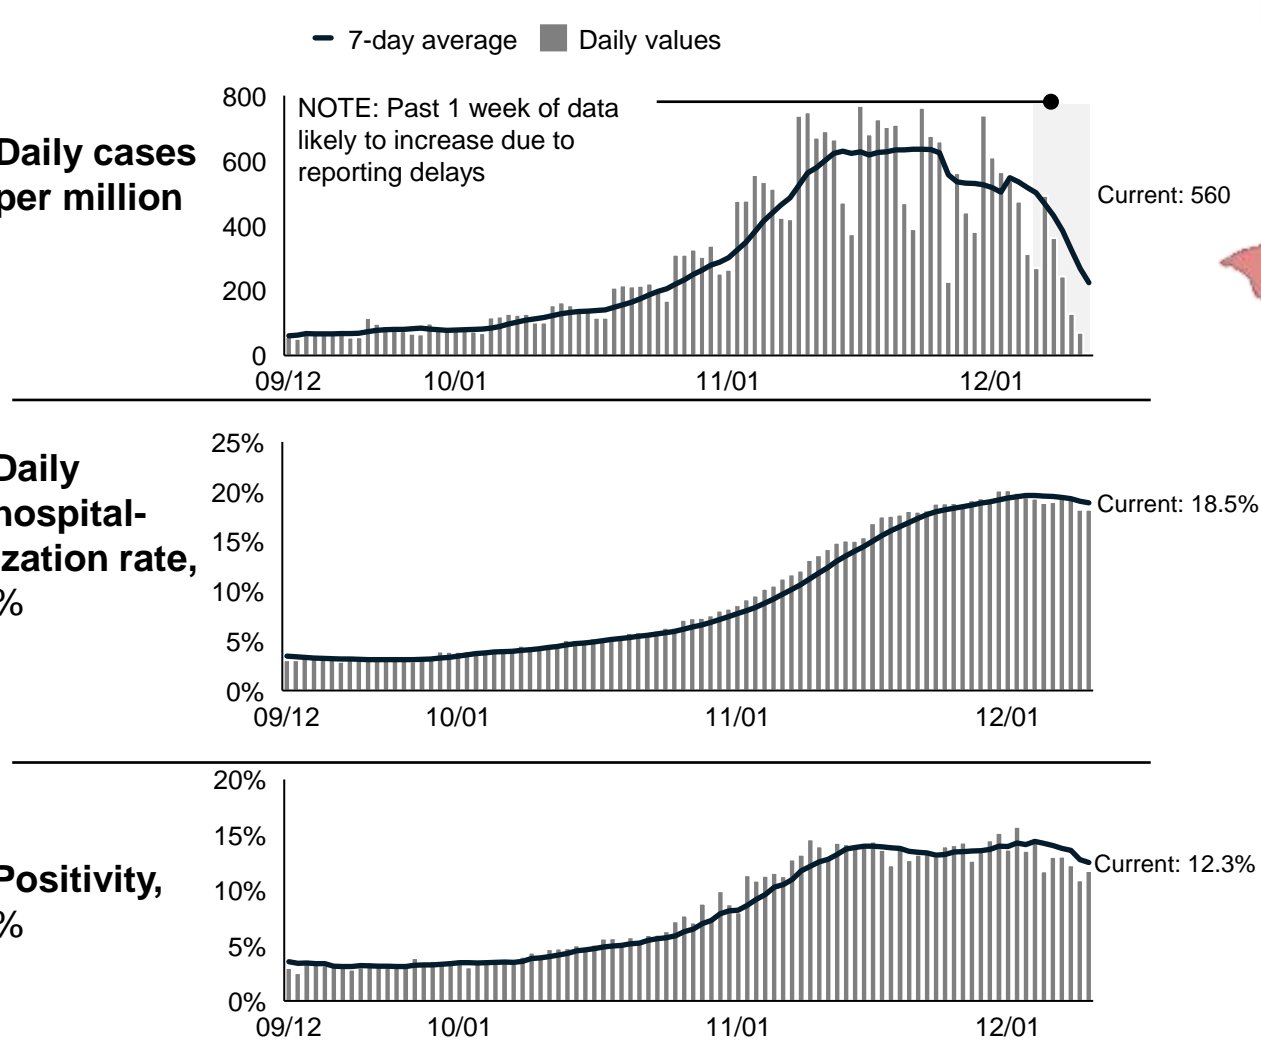 7-day average Daily values
Daily cases
per million
800
600
400
200
0
NOTE: Past 1 week of data
likely to increase due to
reporting delays
Current: 560
09/12 10/01 11/01 12/01
Daily
hospital-
ization rate,
%
25%
20%
15%
10%
5%
0%
Current: 18.5%
09/12 10/01 11/01 12/01
Positivity,
%
20%
15%
10%
5%
0%
Current: 12.3%
09/12 10/01 11/01 12/01